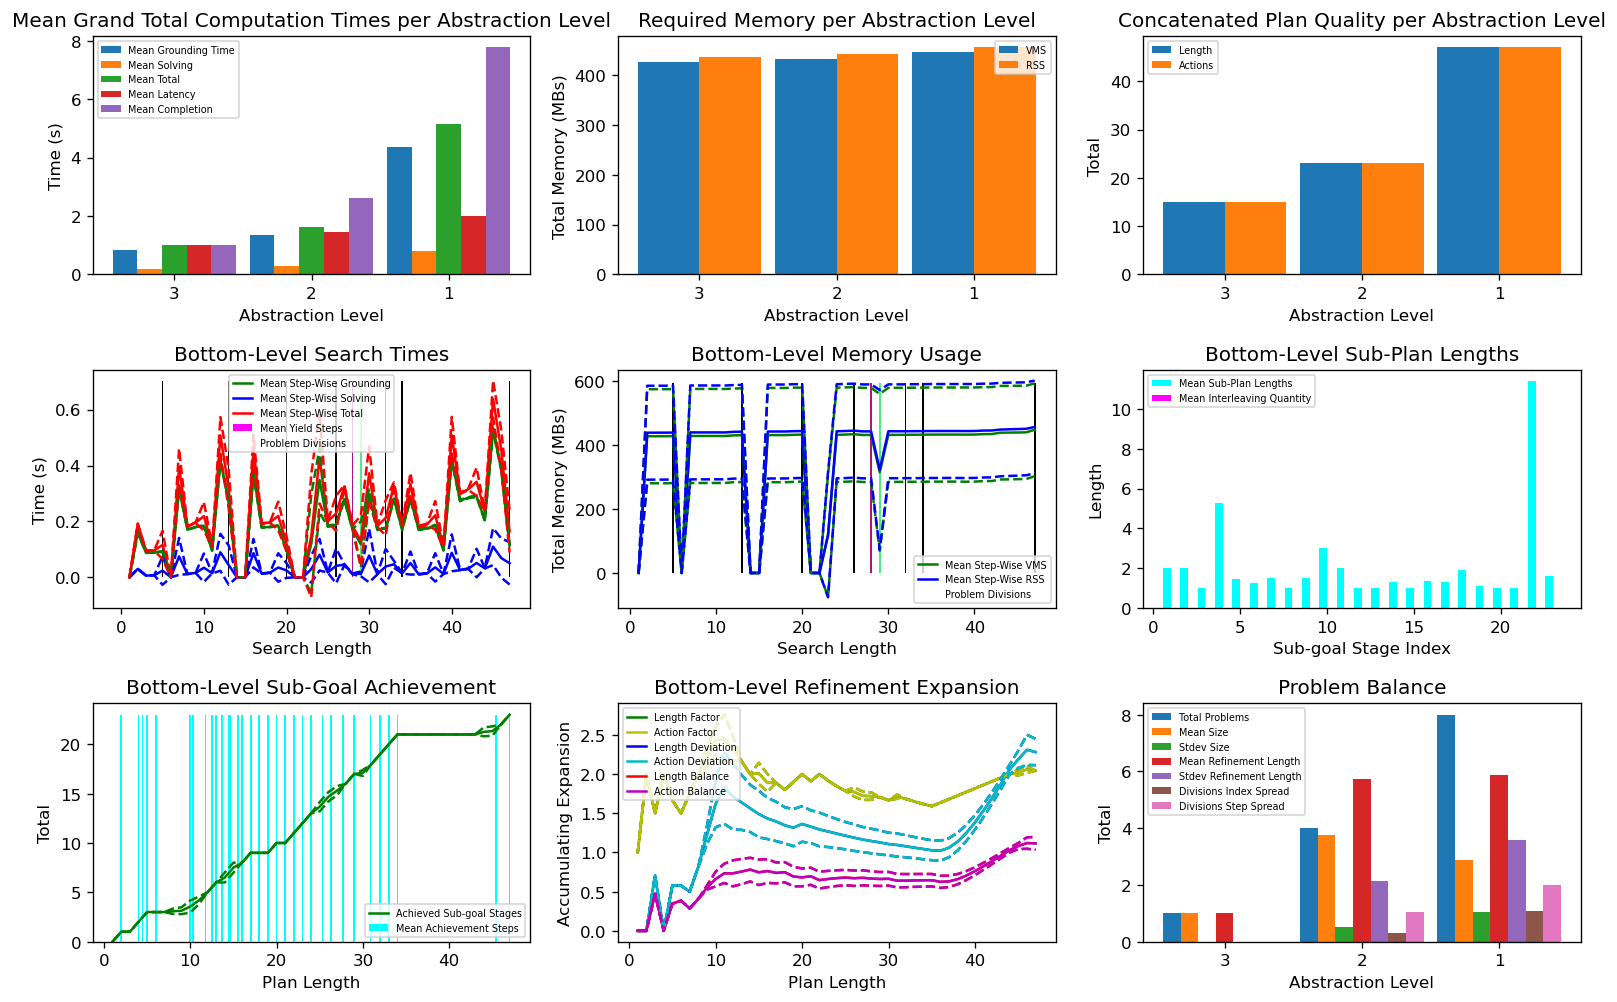 Mean Grand Total Computation Times per Abstraction Level
8
6
4
2
0
Time (s)
Mean Grounding Time
Mean Solving
Mean Total
Mean Latency
Mean Completion
3
2
1
Abstraction Level
Required Memory per Abstraction Level
400
300
200
100
0
Total Memory (MBs)
VMS
RSS
3
2
1
Abstraction Level
Concatenated Plan Quality per Abstraction Level
40
30
20
10
0
Total
Length
Actions
3
2
1
Abstraction Level
Bottom-Level Search Times
0.6
0.4
0.2
0.0
Time (s)
Mean Step-Wise Grounding
Mean Step-Wise Solving
Mean Step-Wise Total
Mean Yield Steps
Problem Divisions
0
10
20
30
40
Search Length
Bottom-Level Memory Usage
600
400
200
0
Total Memory (MBs)
Mean Step-Wise VMS
Mean Step-Wise RSS
Problem Divisions
0
10
20
30
40
Search Length
Bottom-Level Sub-Plan Lengths
10
8
6
4
2
0
Length
Mean Sub-Plan Lengths
Mean Interleaving Quantity
0
5
10
15
20
Sub-goal Stage Index
Bottom-Level Sub-Goal Achievement
20
15
10
5
0
Total
Achieved Sub-goal Stages
Mean Achievement Steps
0
10
20
30
40
Plan Length
Bottom-Level Refinement Expansion
2.5
2.0
1.5
1.0
0.5
0.0
Accumulating Expansion
Length Factor
Action Factor
Length Deviation
Action Deviation
Length Balance
Action Balance
0
10
20
30
40
Plan Length
Problem Balance
8
6
4
2
0
Total
Total Problems
Mean Size
Stdev Size
Mean Refinement Length
Stdev Refinement Length
Divisions Index Spread
Divisions Step Spread
3
2
1
Abstraction Level